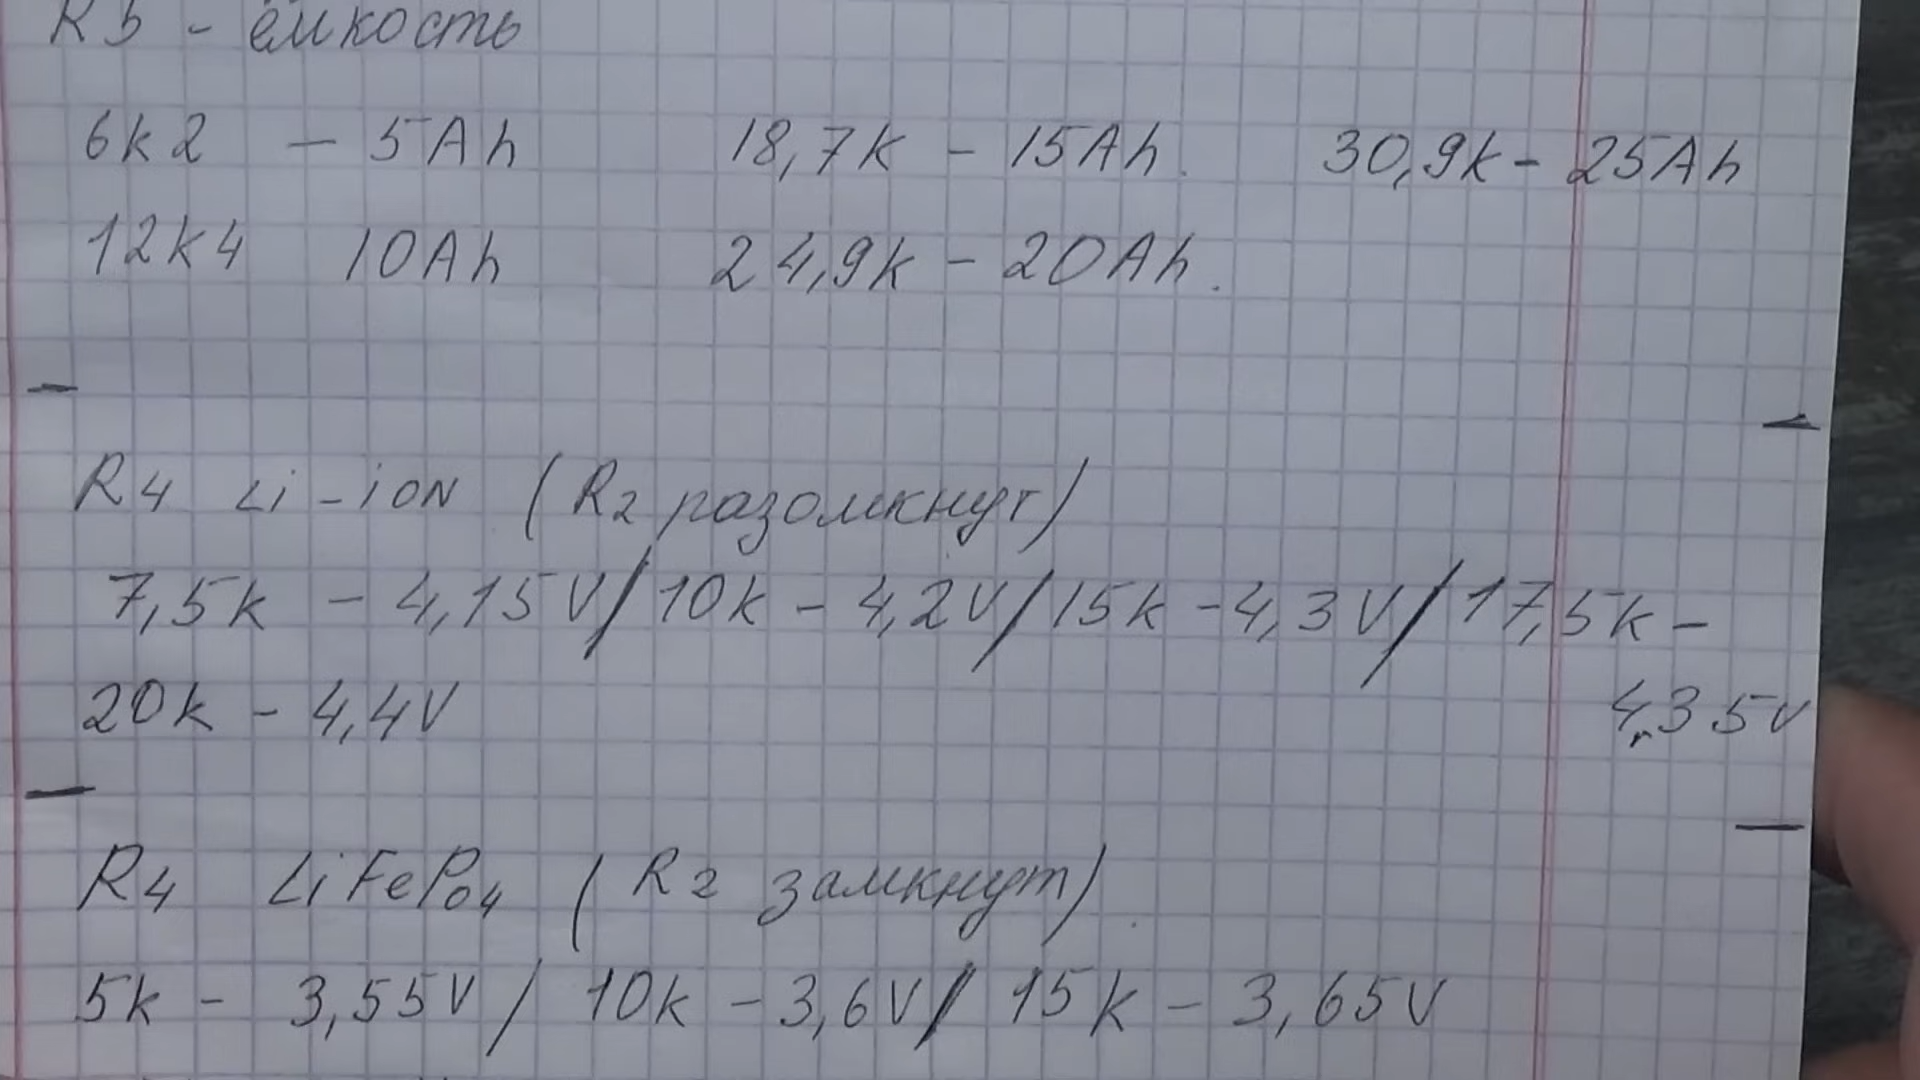 R5 - ёмкость
6k2 - 5Ah 18,7k - 15Ah. 30,9k - 25Ah
12k4 10Ah 24,9k - 20Ah.
R4 Li-iON (R2 разомкнут)
7,5k - 4,15V / 10k - 4,2V / 15k - 4,3V / 17,5k -
20k - 4,4V 4,35V
R4 LiFePo4 (R2 замкнут).
5k - 3,55V / 10k - 3,6V / 15k - 3,65V